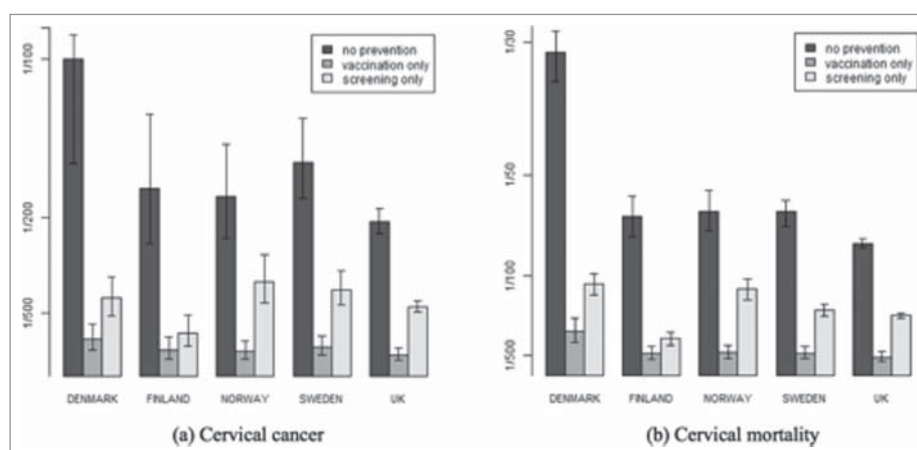 1/100
1/200
1/500
no prevention
vaccination only
screening only
DENMARK
FINLAND
NORWAY
SWEDEN
UK
(a) Cervical cancer
1/30
1/50
1/100
1/500
no prevention
vaccination only
screening only
DENMARK
FINLAND
NORWAY
SWEDEN
UK
(b) Cervical mortality